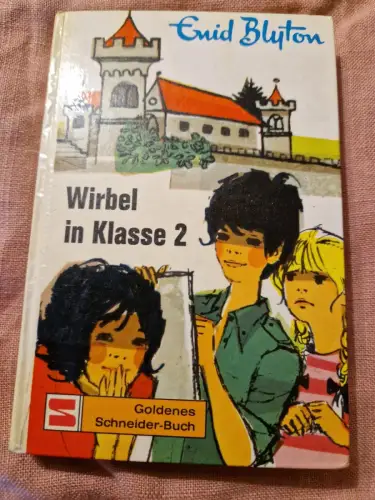 Enid Blyton
Wirbel
in Klasse 2
Goldenes
Schneider-Buch